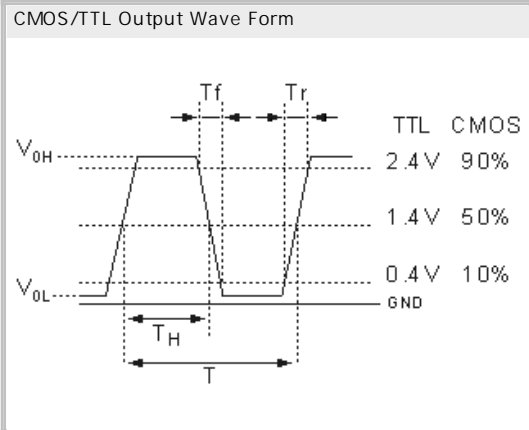 CMOS/TTL Output Wave Form
Tf Tr
TTL CMOS
V0H 2.4V 90%
1.4V 50%
0.4V 10%
V0L GND
TH
T